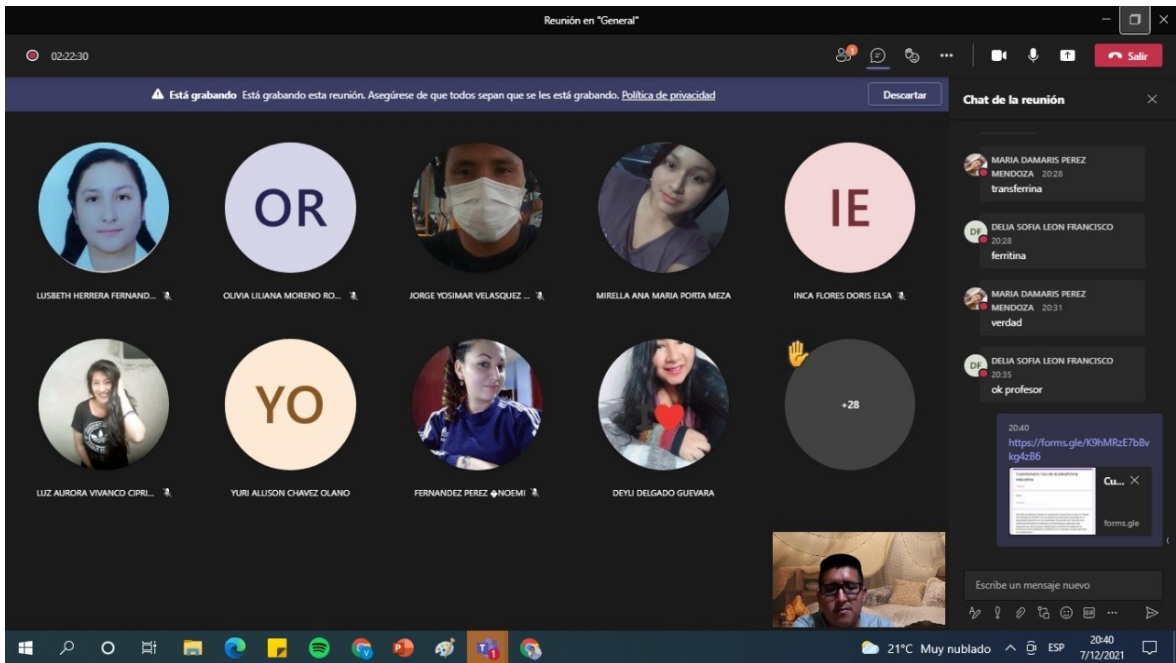 Reunión en "General"
02:22:30
1
Salir
Está grabando Está grabando esta reunión. Asegúrese de que todos sepan que se les está grabando. Política de privacidad
Descartar
OR
IE
LUSBETH HERRERA FERNAND...
OLIVIA LILIANA MORENO RO...
JORGE YOSIMAR VELASQUEZ ...
MIRELLA ANA MARIA PORTA MEZA
INCA FLORES DORIS ELSA
YO
I
+28
LUZ AURORA VIVANCO CIPRI...
YURI ALLISON CHAVEZ OLANO
FERNANDEZ PEREZ �NOEMI
DEYLI DELGADO GUEVARA
Chat de la reunión
MARIA DAMARIS PEREZ
MENDOZA 20:28
transferrina
DF
DELIA SOFIA LEON FRANCISCO
20:28
ferritina
MARIA DAMARIS PEREZ
MENDOZA 20:31
verdad
DF
DELIA SOFIA LEON FRANCISCO
20:35
ok profesor
20:40
https://forms.gle/K9hMRzE7bBv
kg4zB6
Cu...
forms.gle
Escribe un mensaje nuevo
GIF
1
21°C Muy nublado
ESP
20:40
7/12/2021